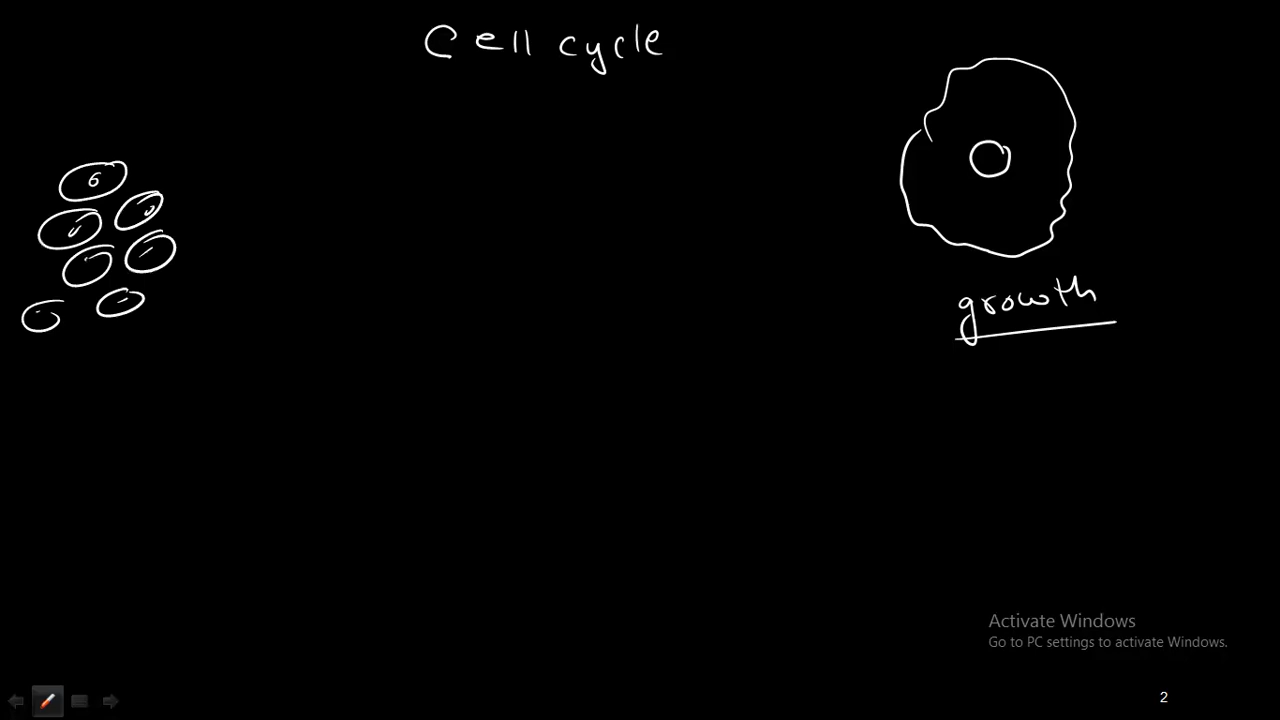 Cell cycle
growth
Activate Windows
Go to PC settings to activate Windows.
2